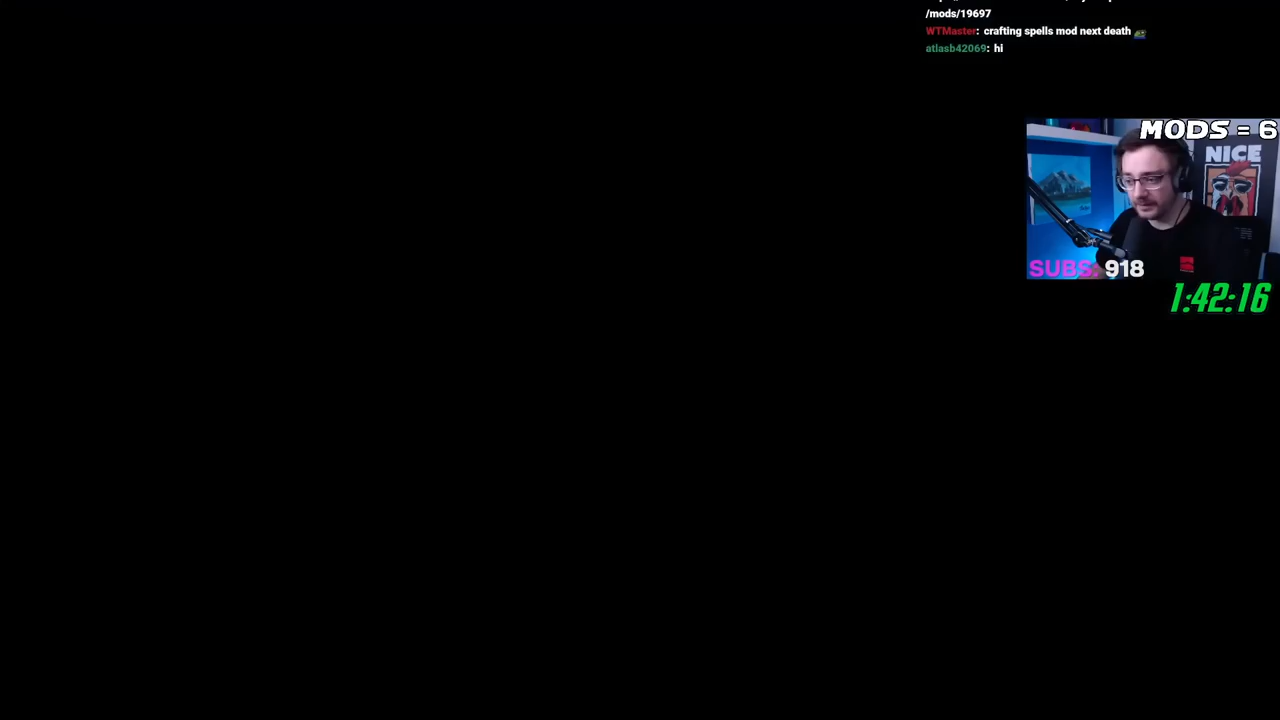 /mods/19697
WTMaster: crafting spells mod next death
atlasb42069: hi
MODS = 6
NICE
SUBS: 918
1:42:16